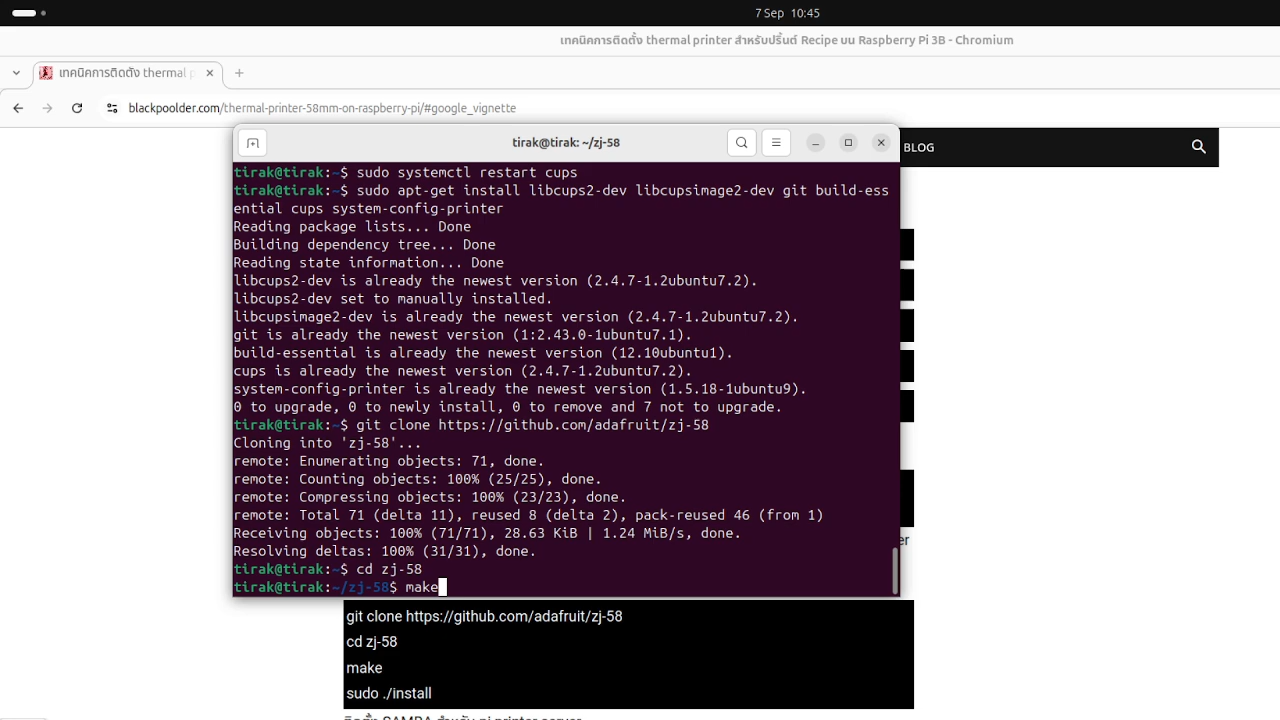 7 Sep 10:45
เทคนิคการติดตั้ง thermal printer สำหรับปริ้นต์ Recipe บน Raspberry Pi 3B - Chromium
เทคนิคการติดตั้ง thermal p
blackpoolder.com/thermal-printer-58mm-on-raspberry-pi/#google_vignette
tirak@tirak: ~/zj-58
BLOG
tirak@tirak:~$ sudo systemctl restart cups
tirak@tirak:~$ sudo apt-get install libcups2-dev libcupsimage2-dev git build-ess
ential cups system-config-printer
Reading package lists... Done
Building dependency tree... Done
Reading state information... Done
libcups2-dev is already the newest version (2.4.7-1.2ubuntu7.2).
libcups2-dev set to manually installed.
libcupsimage2-dev is already the newest version (2.4.7-1.2ubuntu7.2).
git is already the newest version (1:2.43.0-1ubuntu7.1).
build-essential is already the newest version (12.10ubuntu1).
cups is already the newest version (2.4.7-1.2ubuntu7.2).
system-config-printer is already the newest version (1.5.18-1ubuntu9).
0 to upgrade, 0 to newly install, 0 to remove and 7 not to upgrade.
tirak@tirak:~$ git clone https://github.com/adafruit/zj-58
Cloning into 'zj-58'...
remote: Enumerating objects: 71, done.
remote: Counting objects: 100% (25/25), done.
remote: Compressing objects: 100% (23/23), done.
remote: Total 71 (delta 11), reused 8 (delta 2), pack-reused 46 (from 1)
Receiving objects: 100% (71/71), 28.63 KiB | 1.24 MiB/s, done.
Resolving deltas: 100% (31/31), done.
er
tirak@tirak:~$ cd zj-58
tirak@tirak:~/zj-58$ make
git clone https://github.com/adafruit/zj-58
cd zj-58
make
sudo ./install
ติดตั้ง SAMBA สำหรับ pi printer server